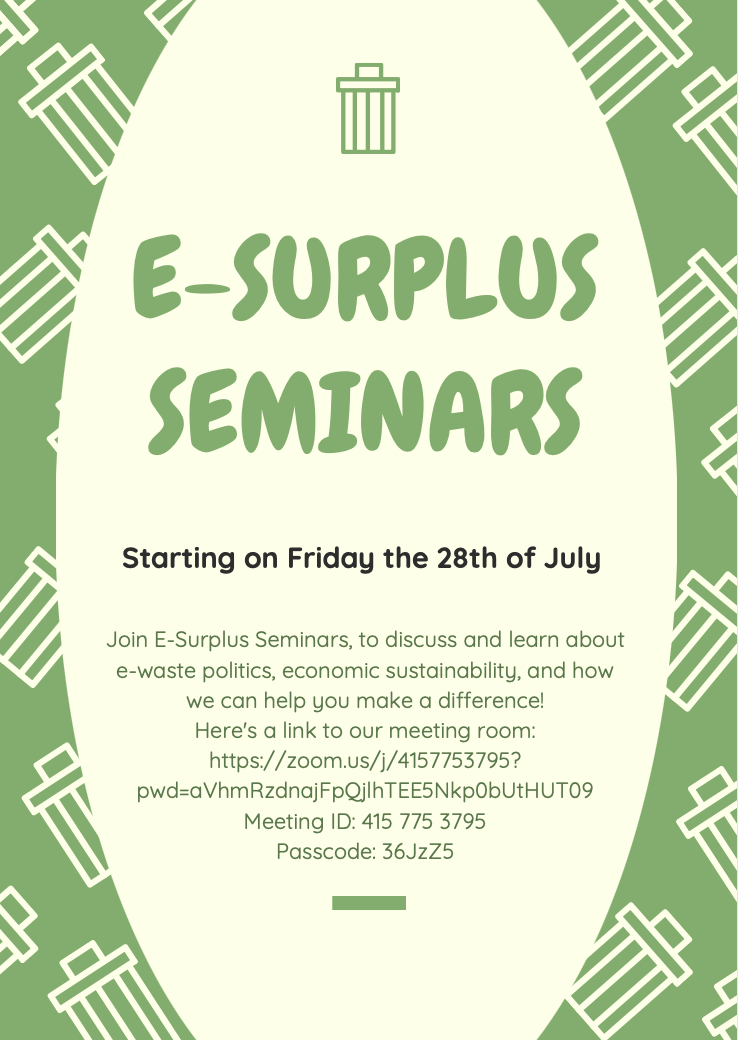 E-SURPLUS
SEMINARS
Starting on Friday the 28th of July
Join E-Surplus Seminars, to discuss and learn about
e-waste politics, economic sustainability, and how
we can help you make a difference!
Here's a link to our meeting room:
https://zoom.us/j/4157753795?
pwd=aVhmRzdnajFpQjlhTEE5Nkp0bUtHUT09
Meeting ID: 415 775 3795
Passcode: 36JzZ5